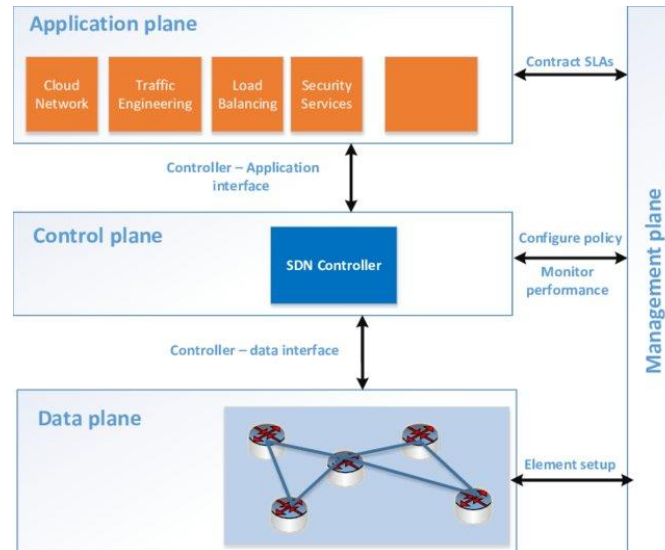 Application plane
Cloud
Network
Traffic
Engineering
Load
Balancing
Security
Services
Contract SLAs
Controller – Application
interface
Control plane
SDN Controller
Configure policy
Monitor
performance
Controller – data interface
Data plane
Element setup
Management plane